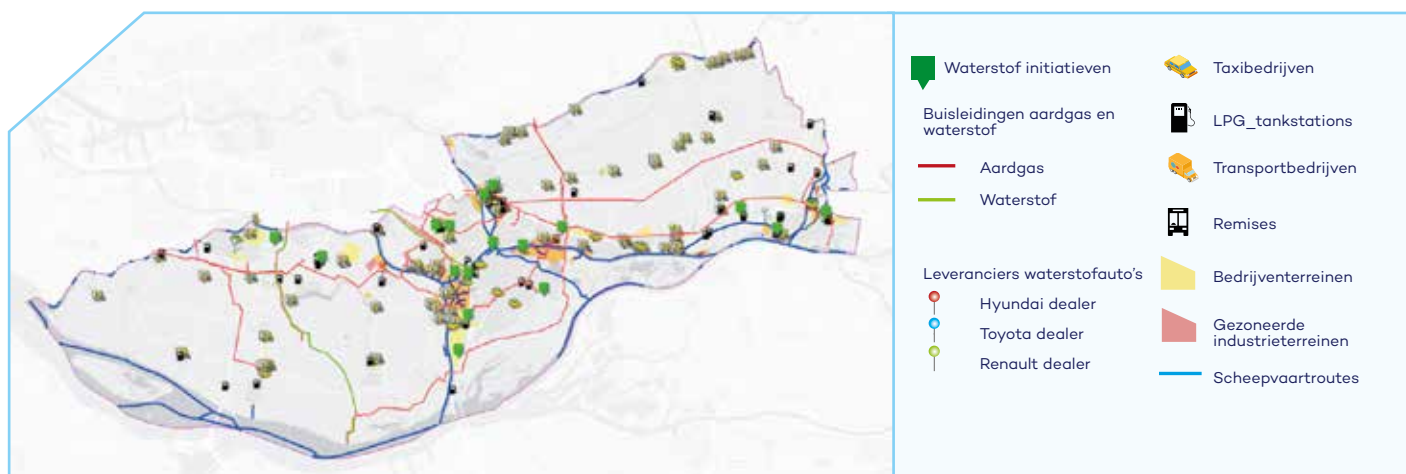 Waterstof initiatieven
Buisleidingen aardgas en
waterstof
Aardgas
Waterstof
Leveranciers waterstofauto's
Hyundai dealer
Toyota dealer
Renault dealer
Taxibedrijven
LPG_tankstations
Transportbedrijven
Remises
Bedrijventerreinen
Gezoneerde
industrieterreinen
Scheepvaartroutes